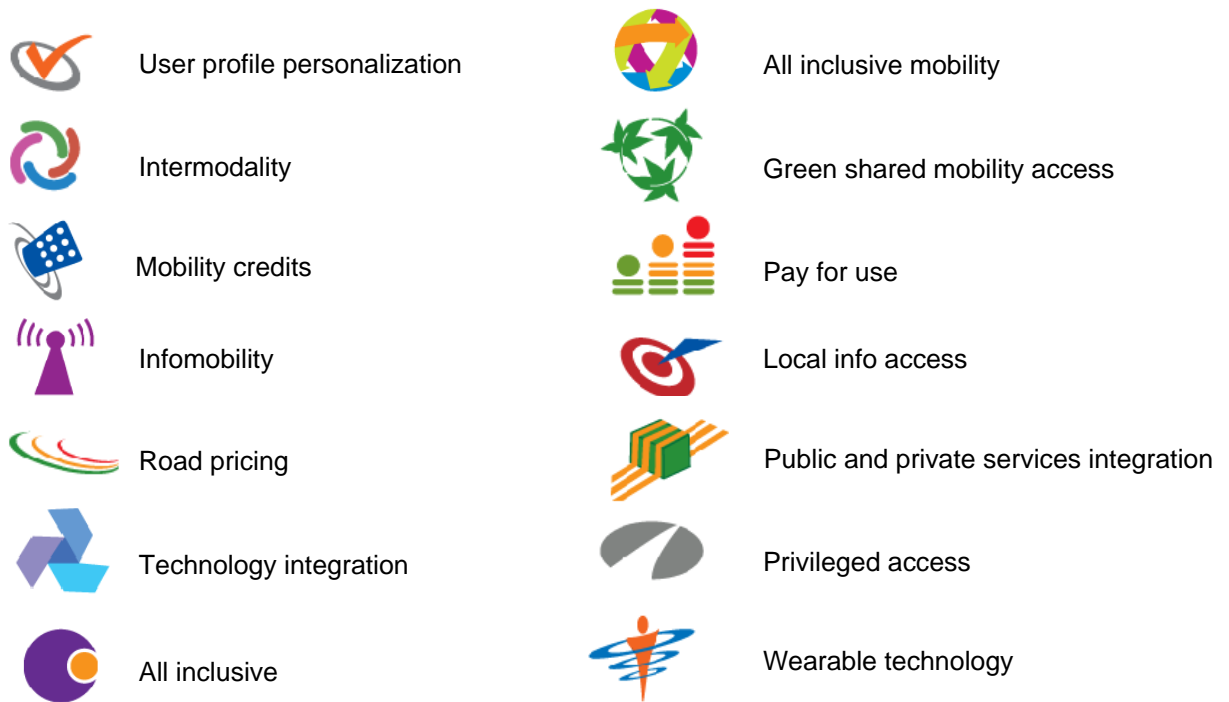 User profile personalization
Intermodality
Mobility credits
Infomobility
Road pricing
Technology integration
All inclusive
All inclusive mobility
Green shared mobility access
Pay for use
Local info access
Public and private services integration
Privileged access
Wearable technology